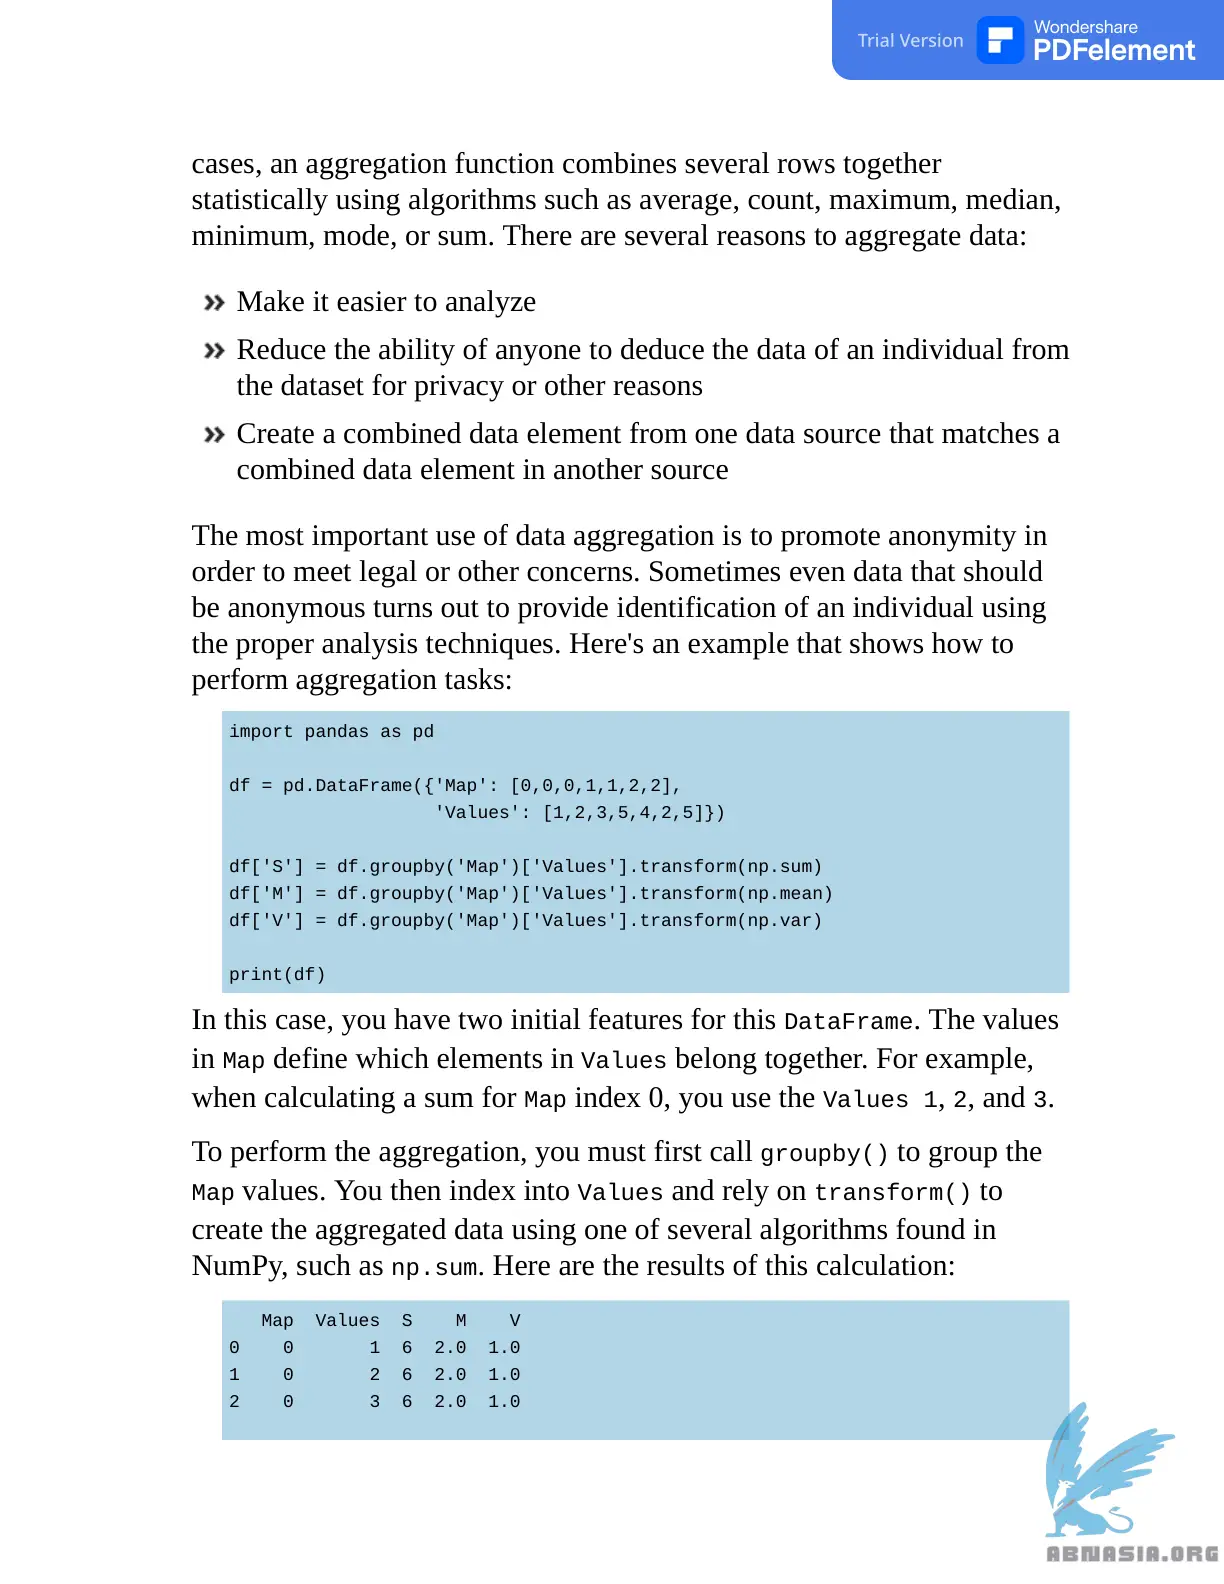 Trial Version
Wondershare
PDFelement
cases, an aggregation function combines several rows together
statistically using algorithms such as average, count, maximum, median,
minimum, mode, or sum. There are several reasons to aggregate data:
Make it easier to analyze
Reduce the ability of anyone to deduce the data of an individual from
the dataset for privacy or other reasons
Create a combined data element from one data source that matches a
combined data element in another source
The most important use of data aggregation is to promote anonymity in
order to meet legal or other concerns. Sometimes even data that should
be anonymous turns out to provide identification of an individual using
the proper analysis techniques. Here's an example that shows how to
perform aggregation tasks:
import pandas as pd
df = pd.DataFrame({'Map': [0,0,0,1,1,2,2],
'Values': [1,2,3,5,4,2,5]})
df['S'] = df.groupby('Map')['Values'].transform(np.sum)
df['M'] = df.groupby('Map')['Values'].transform(np.mean)
df['V'] = df.groupby('Map')['Values'].transform(np.var)
print(df)
In this case, you have two initial features for this DataFrame. The values
in Map define which elements in Values belong together. For example,
when calculating a sum for Map index 0, you use the Values 1, 2, and 3.
To perform the aggregation, you must first call groupby() to group the
Map values. You then index into Values and rely on transform() to
create the aggregated data using one of several algorithms found in
NumPy, such as np.sum. Here are the results of this calculation:
Map Values S M V
0 0 1 6 2.0 1.0
1 0 2 6 2.0 1.0
2 0 3 6 2.0 1.0
ABNASIA.ORG